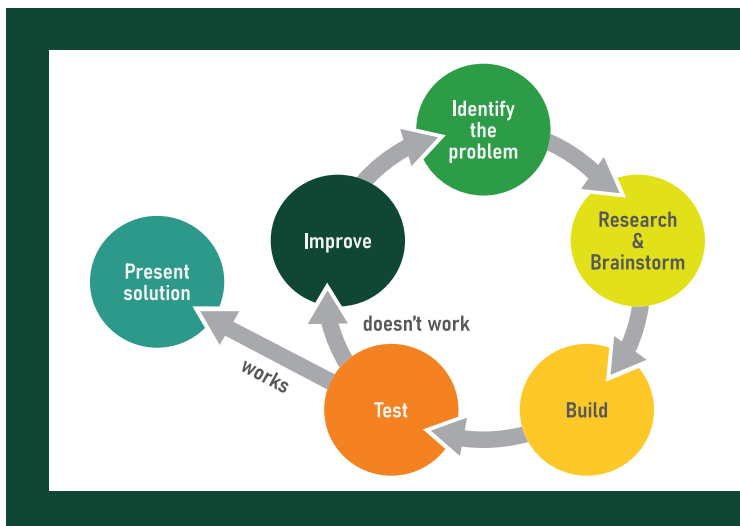 Identify
the
problem
Research
&
Brainstorm
Build
Test
doesn't work
Improve
works
Present
solution